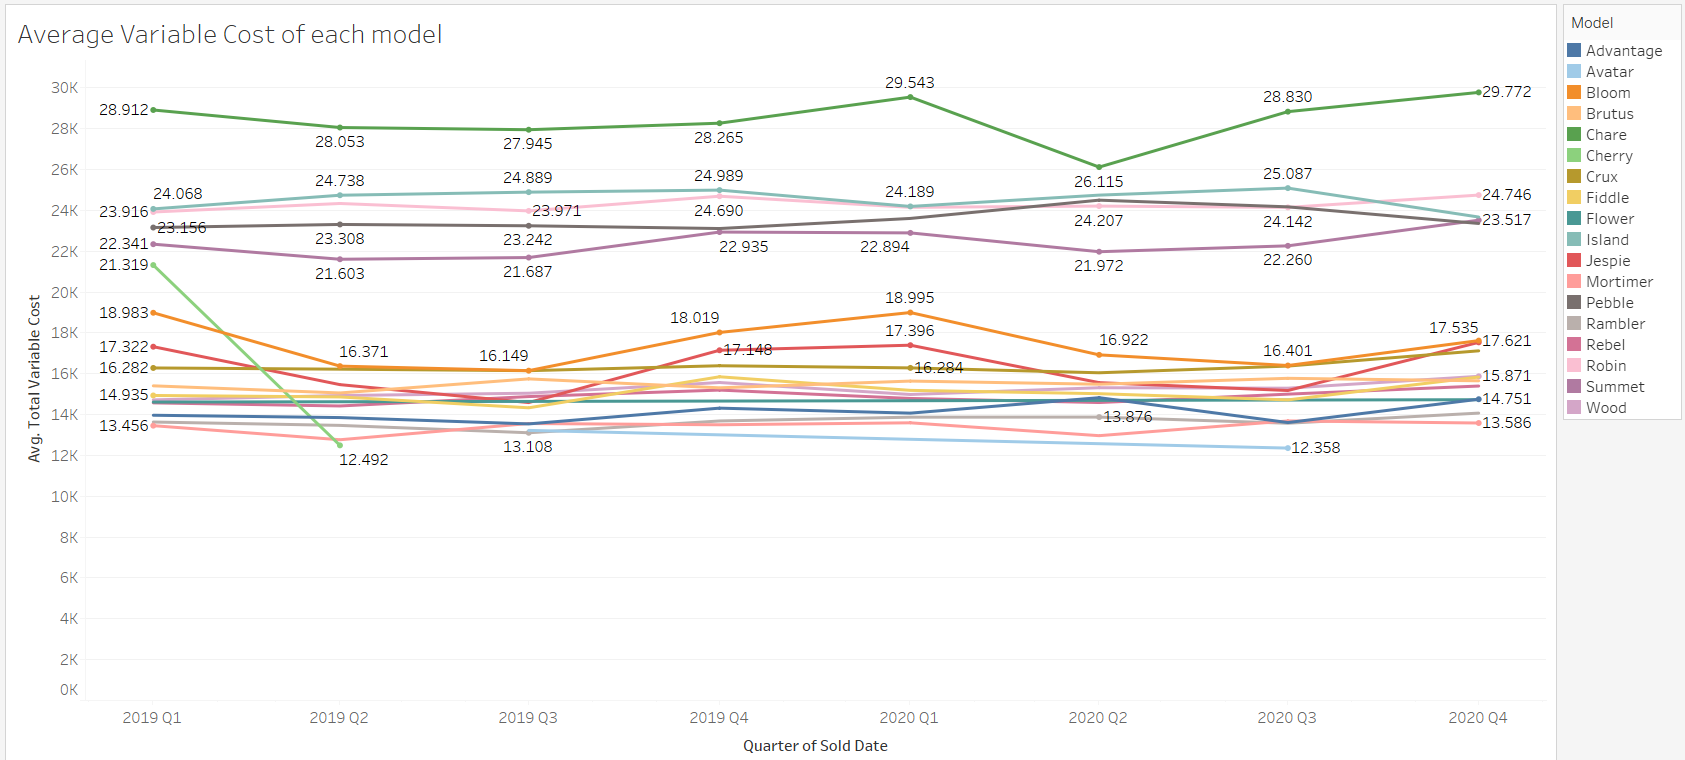 Average Variable Cost of each model
Model
Advantage
Avatar
Bloom
Brutus
Chare
Cherry
Crux
Fiddle
Flower
Island
Jespie
Mortimer
Pebble
Rambler
Rebel
Robin
Summet
Wood
Avg. Total Variable Cost
30K
28K
26K
24K
22K
20K
18K
16K
14K
12K
10K
8K
6K
4K
2K
0K
28.912
28.053
27.945
28.265
29.543
26.115
28.830
29.772
24.068
24.738
24.889
24.989
24.189
25.087
23.916
23.971
24.690
24.207
24.142
24.746
23.156
23.308
23.242
23.517
22.341
21.603
21.687
22.935
22.894
21.972
22.260
21.319
12.492
18.983
16.371
16.149
18.019
18.995
16.922
16.401
17.535
17.621
17.322
17.148
17.396
16.282
16.284
15.871
14.935
14.751
13.456
13.108
13.876
12.358
13.586
2019 Q1
2019 Q2
2019 Q3
2019 Q4
2020 Q1
2020 Q2
2020 Q3
2020 Q4
Quarter of Sold Date